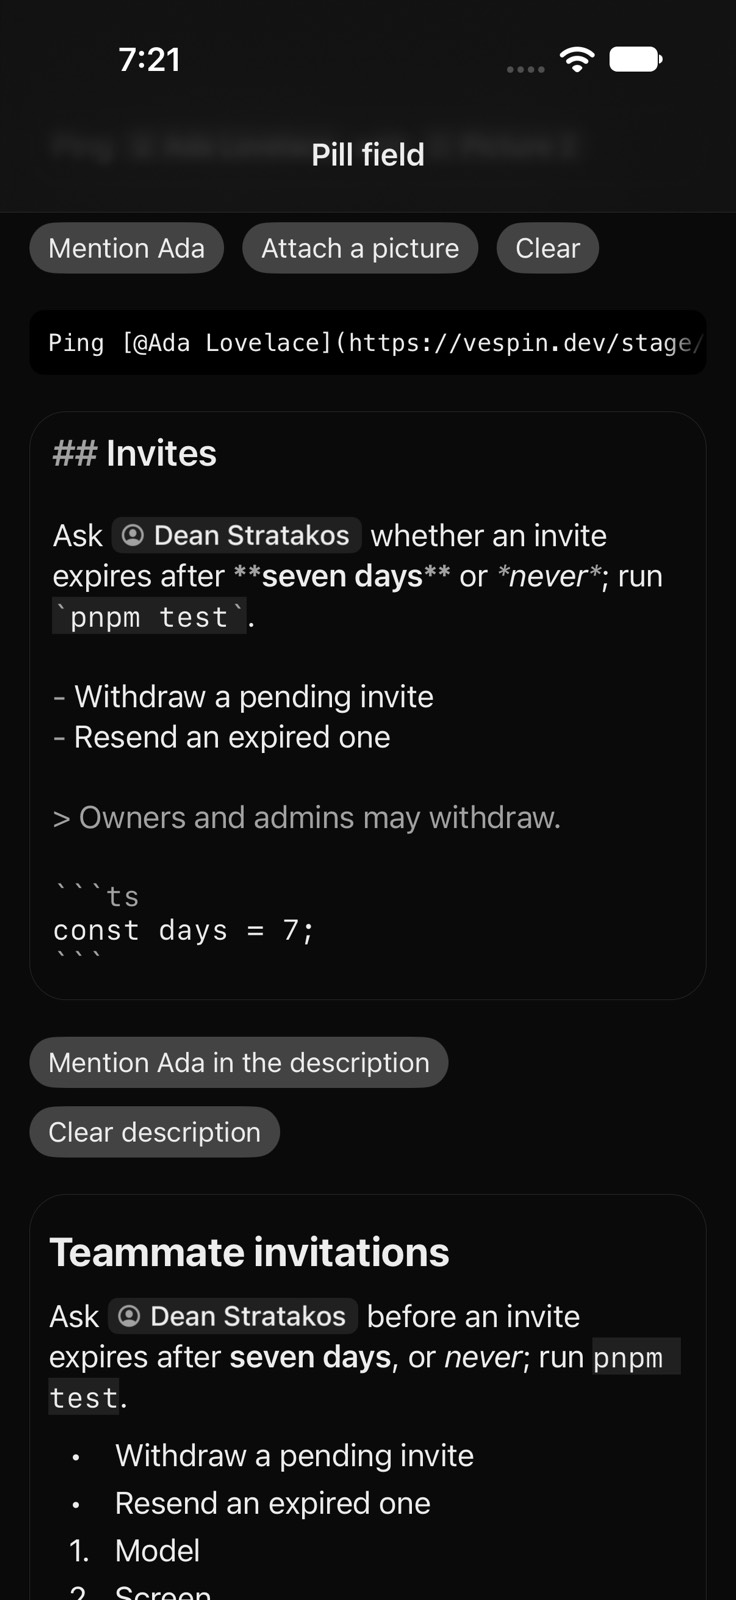 7:21
Pill field
Mention Ada Attach a picture Clear
Ping [@Ada Lovelace](https://vespin.dev/stage/
## Invites
Ask Dean Stratakos whether an invite
expires after **seven days** or *never*; run
`pnpm test`.
- Withdraw a pending invite
- Resend an expired one
> Owners and admins may withdraw.
```ts
const days = 7;
```
Mention Ada in the description
Clear description
Teammate invitations
Ask Dean Stratakos before an invite
expires after seven days, or never; run pnpm
test.
• Withdraw a pending invite
• Resend an expired one
1. Model
2. Screen